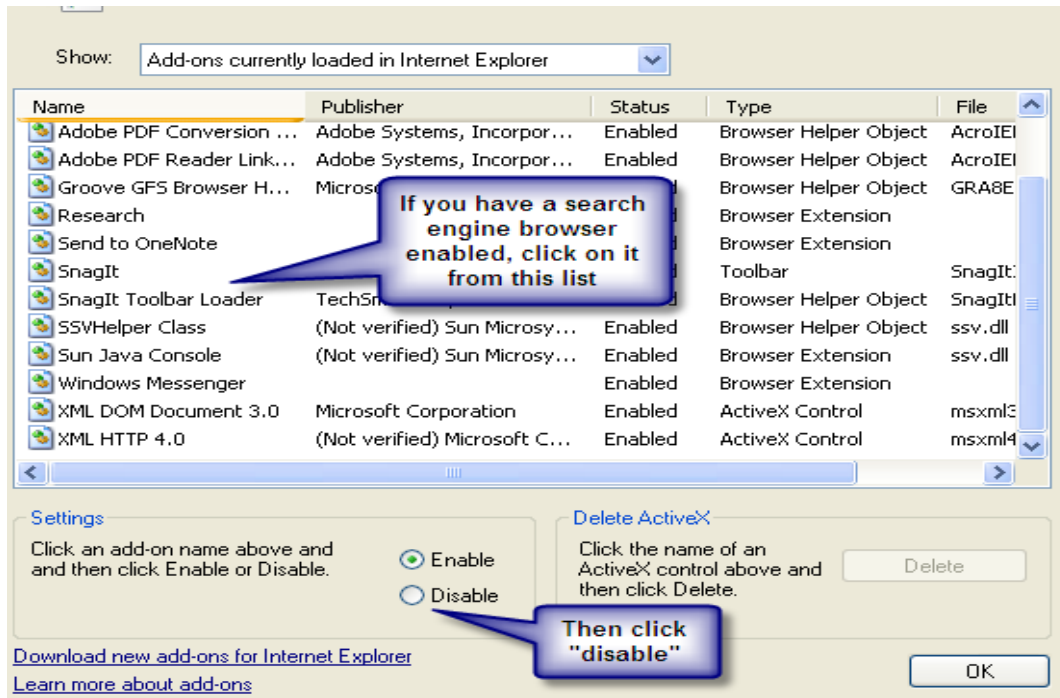 Show: Add-ons currently loaded in Internet Explorer
Name Publisher Status Type File
Adobe PDF Conversion ... Adobe Systems, Incorpor... Enabled Browser Helper Object AcroIEI
Adobe PDF Reader Link... Adobe Systems, Incorpor... Enabled Browser Helper Object AcroIEI
Groove GFS Browser H... Browser Helper Object GRA8E
Research Browser Extension
Send to OneNote Browser Extension
SnagIt Toolbar SnagIt
SnagIt Toolbar Loader Enabled Browser Helper Object SnagItI
If you have a search
engine browser
enabled, click on it
from this list
SSVHelper Class (Not verified) Sun Microsy... Enabled Browser Helper Object ssv.dll
Sun Java Console (Not verified) Sun Microsy... Enabled Browser Extension ssv.dll
Windows Messenger Enabled Browser Extension
XML DOM Document 3.0 Microsoft Corporation Enabled ActiveX Control msxml3
XML HTTP 4.0 (Not verified) Microsoft C... Enabled ActiveX Control msxml4
Settings
Click an add-on name above and
and then click Enable or Disable.
Enable
Disable
Delete ActiveX
Click the name of an
ActiveX control above and
then click Delete.
Delete
Then click
"disable"
Download new add-ons for Internet Explorer
Learn more about add-ons
OK